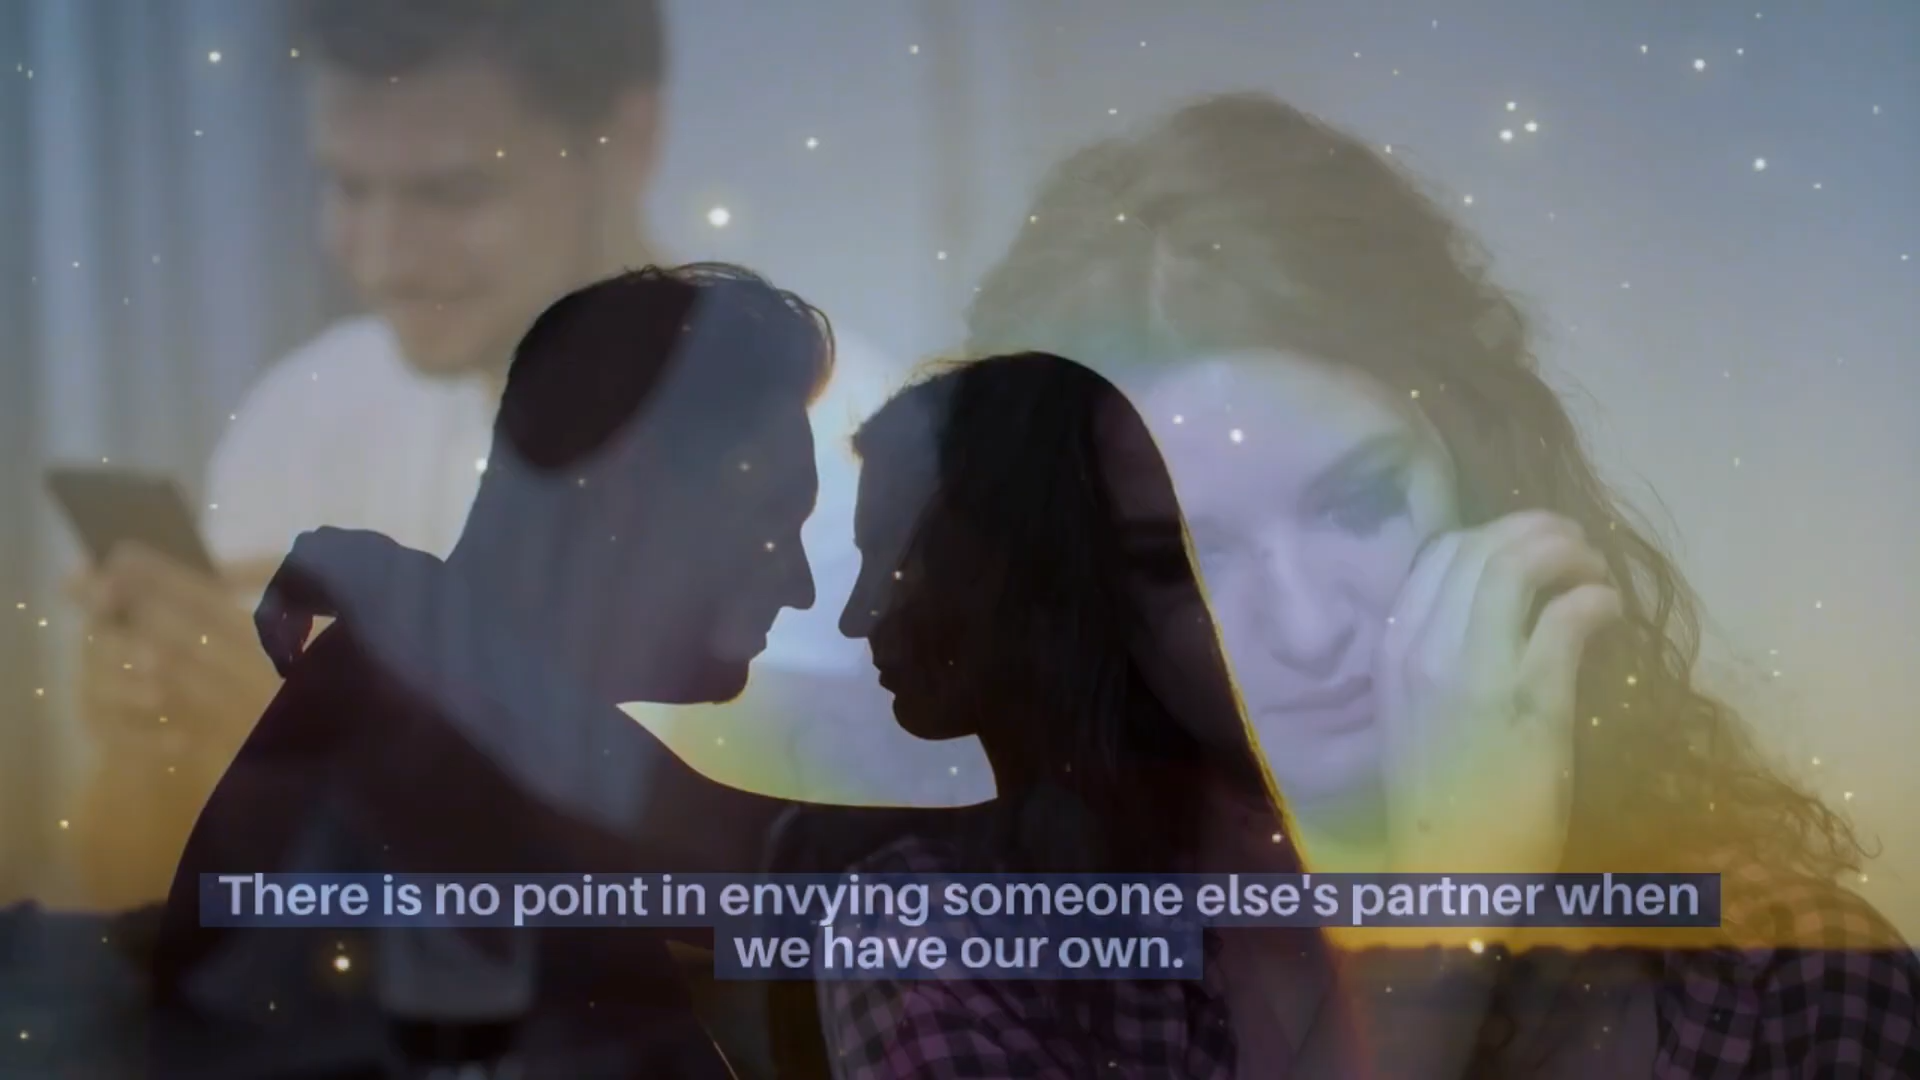 There is no point in envying someone else's partner when
we have our own.